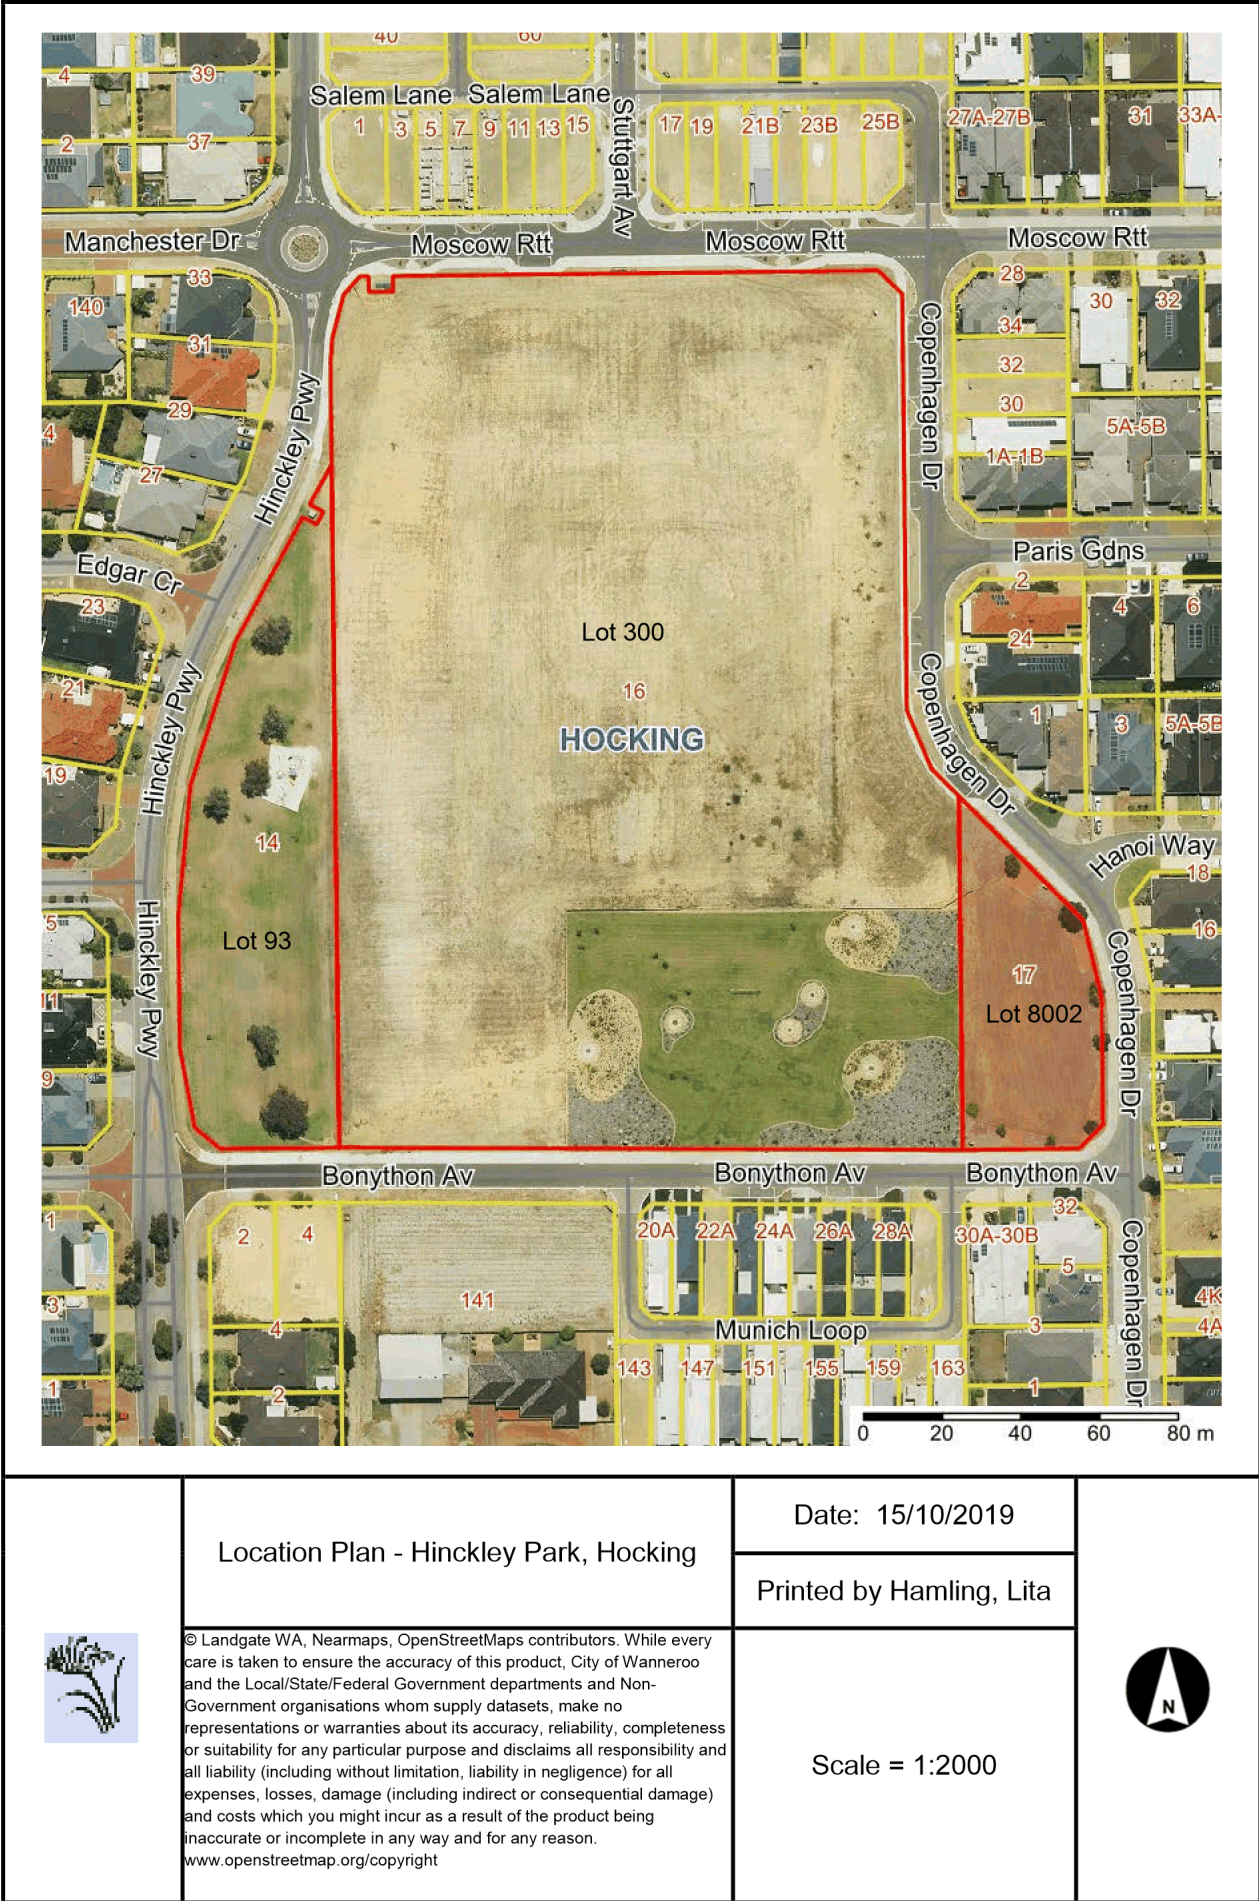 40 60
4 39
Salem Lane Salem Lane
1 3 5 7 9 11 13 15 17 19 21B 23B 25B 27A-27B 31 33A-
2 37
Stuttgart Av
Manchester Dr Moscow Rtt Moscow Rtt Moscow Rtt
33 28
140 30 32
31 34
Copenhagen Dr
32
29 30
4 5A-5B
Hinckley Pwy
27 1A-1B
Edgar Cr Paris Gdns
23 2 4 6
Lot 300 24
21 16 1 3 5A-5B
Hinckley Pwy
HOCKING
Copenhagen Dr
19
14 Hanoi Way
18
5 Lot 93 16
Hinckley Pwy
17
Copenhagen Dr
11 Lot 8002
9
Bonython Av Bonython Av Bonython Av
1 2 4 20A 22A 24A 26A 28A 30A-30B 32
5
Copenhagen Dr
3 141 4K
4 Munich Loop 3 4A
143 147 151 155 159 163
1 2 1
0 20 40 60 80 m
Location Plan - Hinckley Park, Hocking
Date: 15/10/2019
Printed by Hamling, Lita
© Landgate WA, Nearmaps, OpenStreetMaps contributors. While every
care is taken to ensure the accuracy of this product, City of Wanneroo
and the Local/State/Federal Government departments and Non-
Government organisations whom supply datasets, make no
representations or warranties about its accuracy, reliability, completeness
or suitability for any particular purpose and disclaims all responsibility and
all liability (including without limitation, liability in negligence) for all
expenses, losses, damage (including indirect or consequential damage)
and costs which you might incur as a result of the product being
inaccurate or incomplete in any way and for any reason.
www.openstreetmap.org/copyright
Scale = 1:2000
N